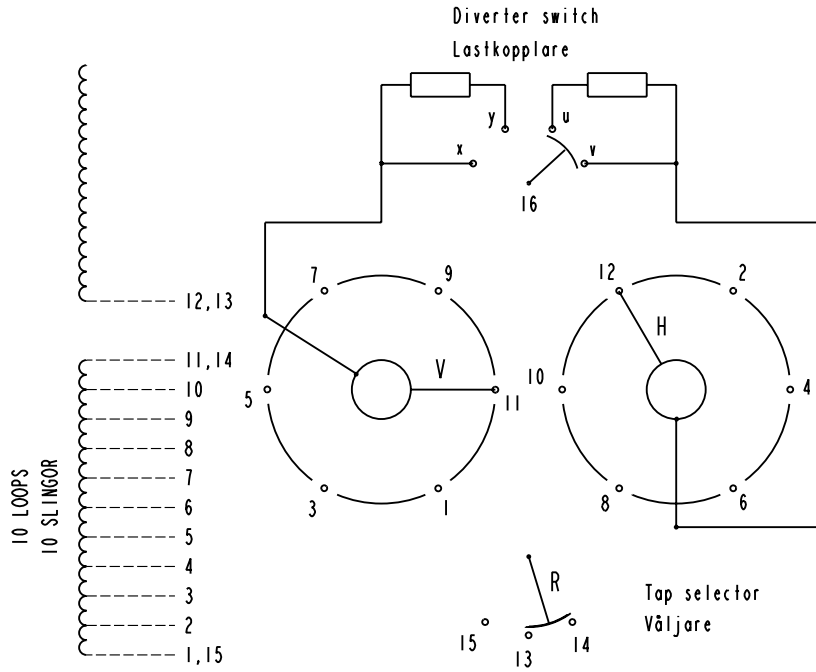 Diverter switch
Lastkopplare
y
u
x
v
16
7
9
12
2
12,13
H
11,14
V
10
5
11
10
4
9
8
7
6
3
1
8
6
5
4
3
2
1,15
10 LOOPS
10 SLINGOR
R
15
13
14
Tap selector
Våljare